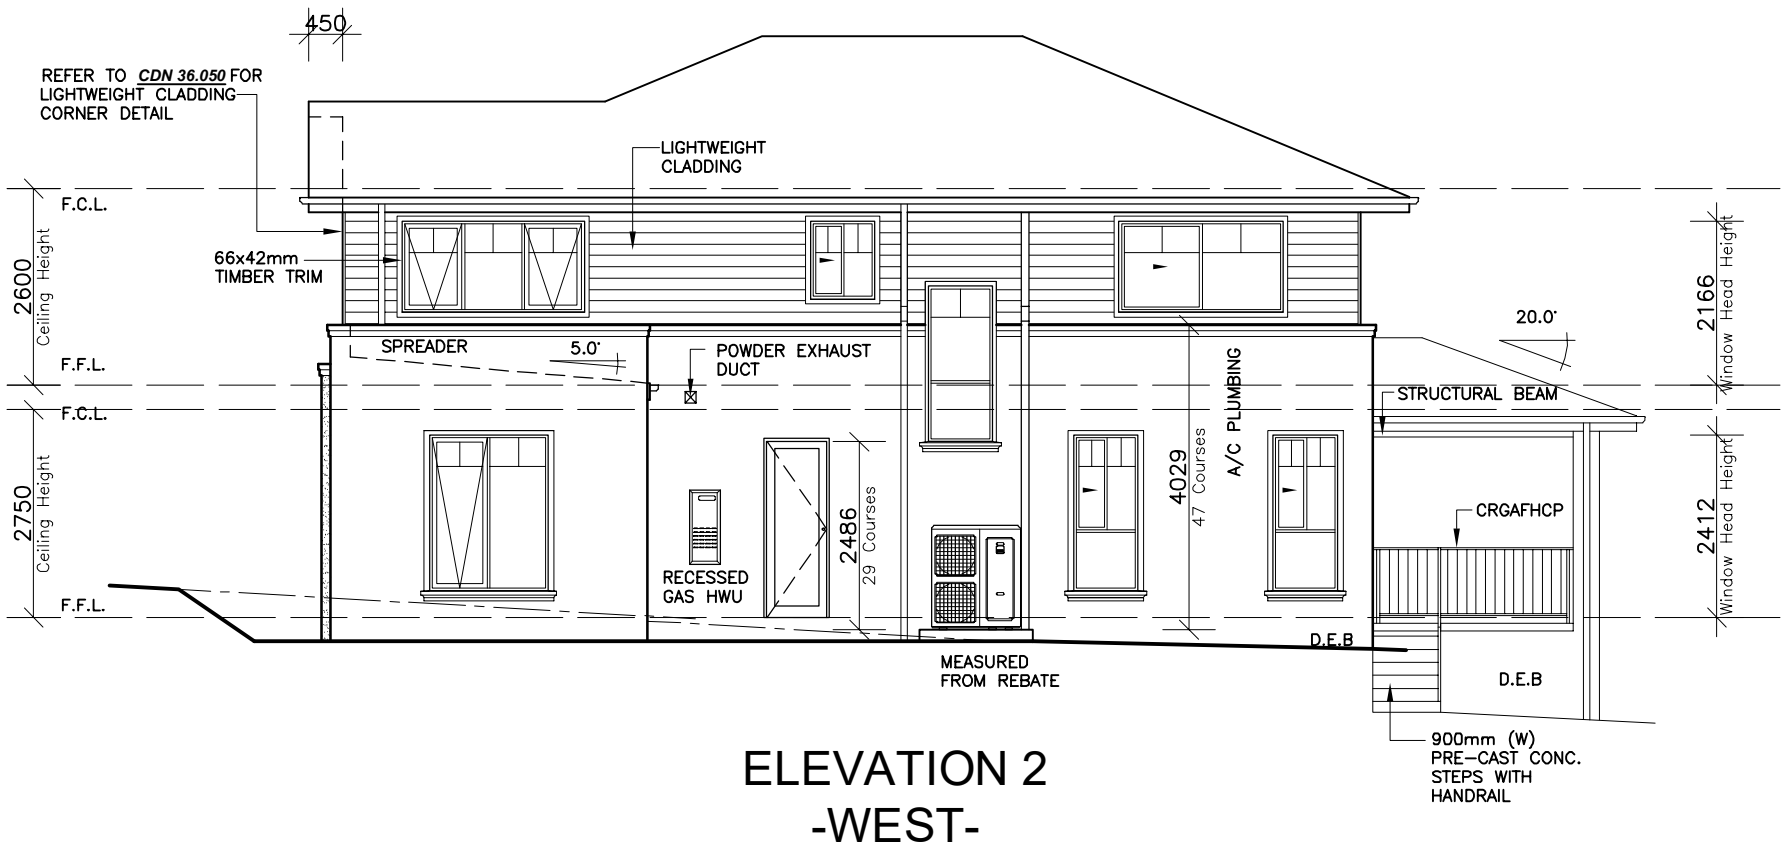 450
REFER TO CDN 36.050 FOR
LIGHTWEIGHT CLADDING
CORNER DETAIL
LIGHTWEIGHT
CLADDING
F.C.L.
2600
Ceiling Height
66x42mm
TIMBER TRIM
F.F.L.
SPREADER
5.0°
POWDER EXHAUST
DUCT
A/C PLUMBING
20.0°
2166
Window Head Height
STRUCTURAL BEAM
F.C.L.
2750
Ceiling Height
F.F.L.
RECESSED
GAS HWU
2486
29 Courses
4029
47 Courses
CRGAFHCP
2412
Window Head Height
MEASURED
FROM REBATE
D.E.B
D.E.B
900mm (W)
PRE-CAST CONC.
STEPS WITH
HANDRAIL
ELEVATION 2
-WEST-